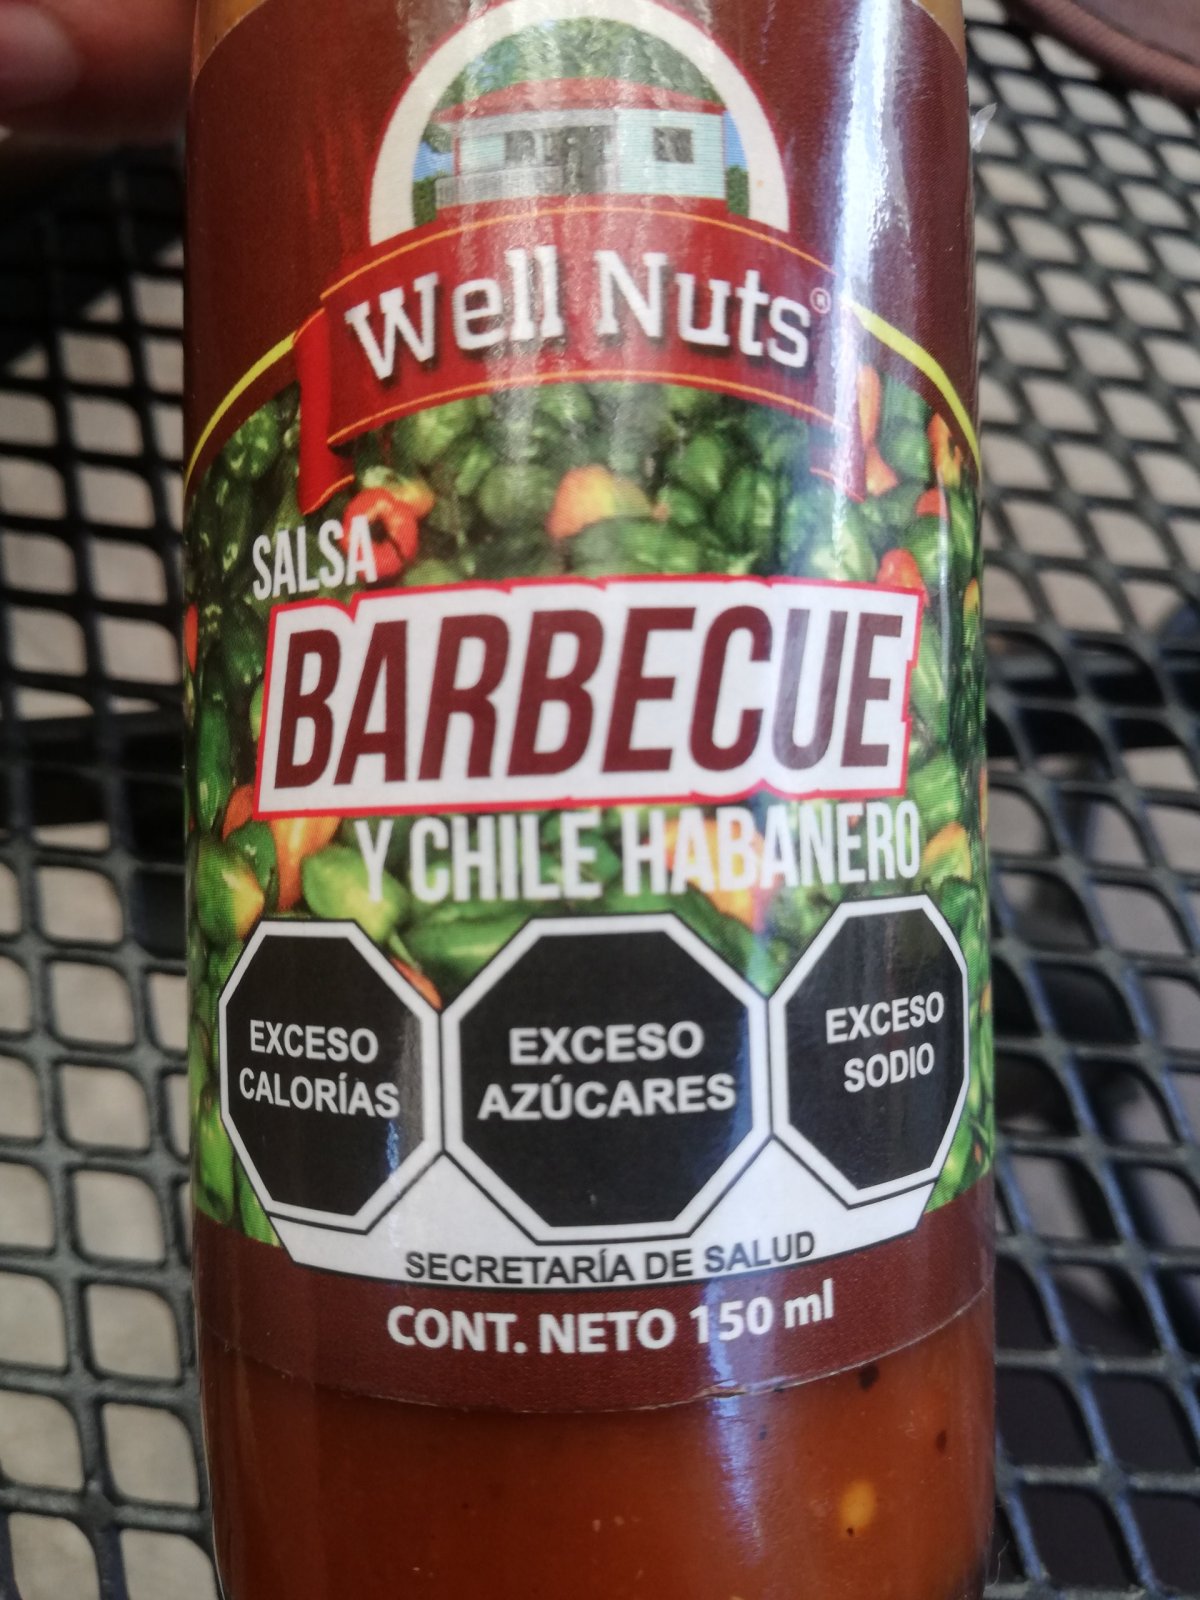 Well Nuts®
SALSA
BARBECUE
Y CHILE HABANERO
EXCESO
CALORÍAS
EXCESO
AZÚCARES
EXCESO
SODIO
SECRETARÍA DE SALUD
CONT. NETO 150 ml